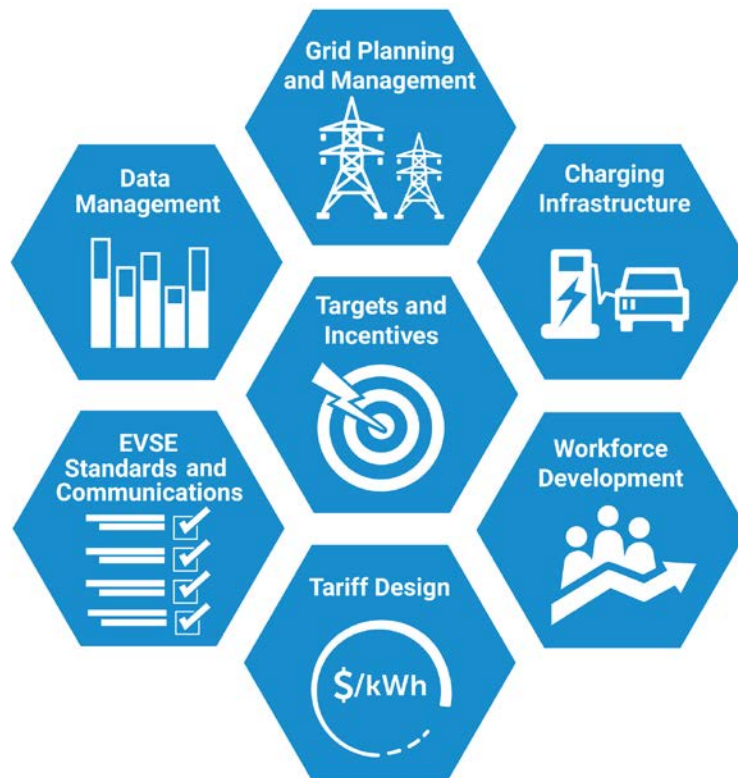 Grid Planning
and Management
Data
Management
Charging
Infrastructure
Targets and
Incentives
EVSE
Standards and
Communications
Workforce
Development
Tariff Design
$/kWh